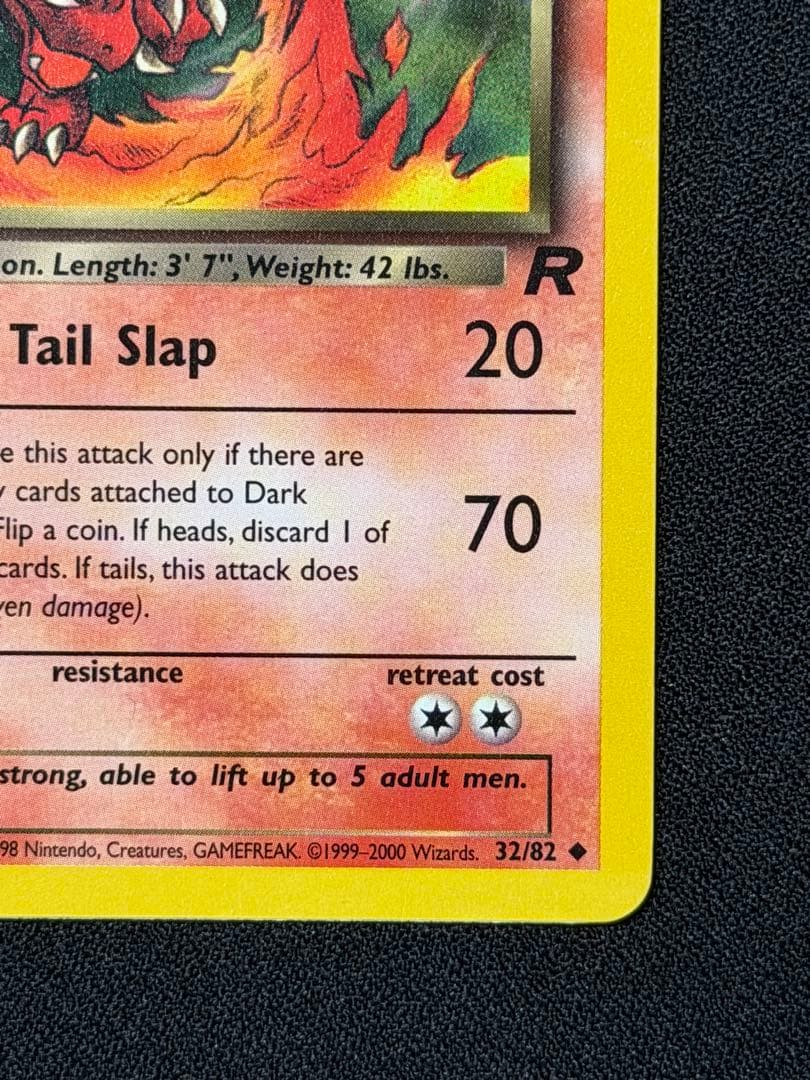 on. Length: 3' 7", Weight: 42 lbs.
R
Tail Slap 20
e this attack only if there are
cards attached to Dark
Flip a coin. If heads, discard 1 of
70
cards. If tails, this attack does
ven damage).
resistance retreat cost
strong, able to lift up to 5 adult men.
98 Nintendo, Creatures, GAMEFREAK. ©1999–2000 Wizards. 32/82 ◆